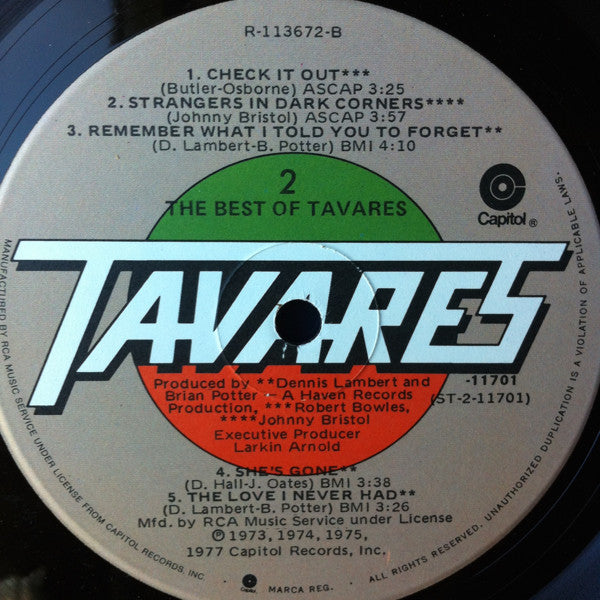 R-113672-B
1. CHECK IT OUT***
(Butler-Osborne) ASCAP 3:25
2. STRANGERS IN DARK CORNERS****
(Johnny Bristol) ASCAP 3:57
3. REMEMBER WHAT I TOLD YOU TO FORGET**
(D. Lambert-B. Potter) BMI 4:10
2
THE BEST OF TAVARES
Capitol®
TAVARES
-11701
(ST-2-11701)
Produced by **Dennis Lambert and
Brian Potter – A Haven Records
Production, ***Robert Bowles,
****Johnny Bristol
Executive Producer
Larkin Arnold
4. SHE'S GONE**
(D. Hall-J. Oates) BMI 3:38
5. THE LOVE I NEVER HAD**
(D. Lambert-B. Potter) BMI 3:26
Mfd. by RCA Music Service under License
℗ 1973, 1974, 1975,
1977 Capitol Records, Inc.
MANUFACTURED BY RCA MUSIC SERVICE UNDER LICENSE FROM CAPITOL RECORDS, INC. Capitol MARCA REG. ALL RIGHTS RESERVED. UNAUTHORIZED DUPLICATION IS A VIOLATION OF APPLICABLE LAWS.